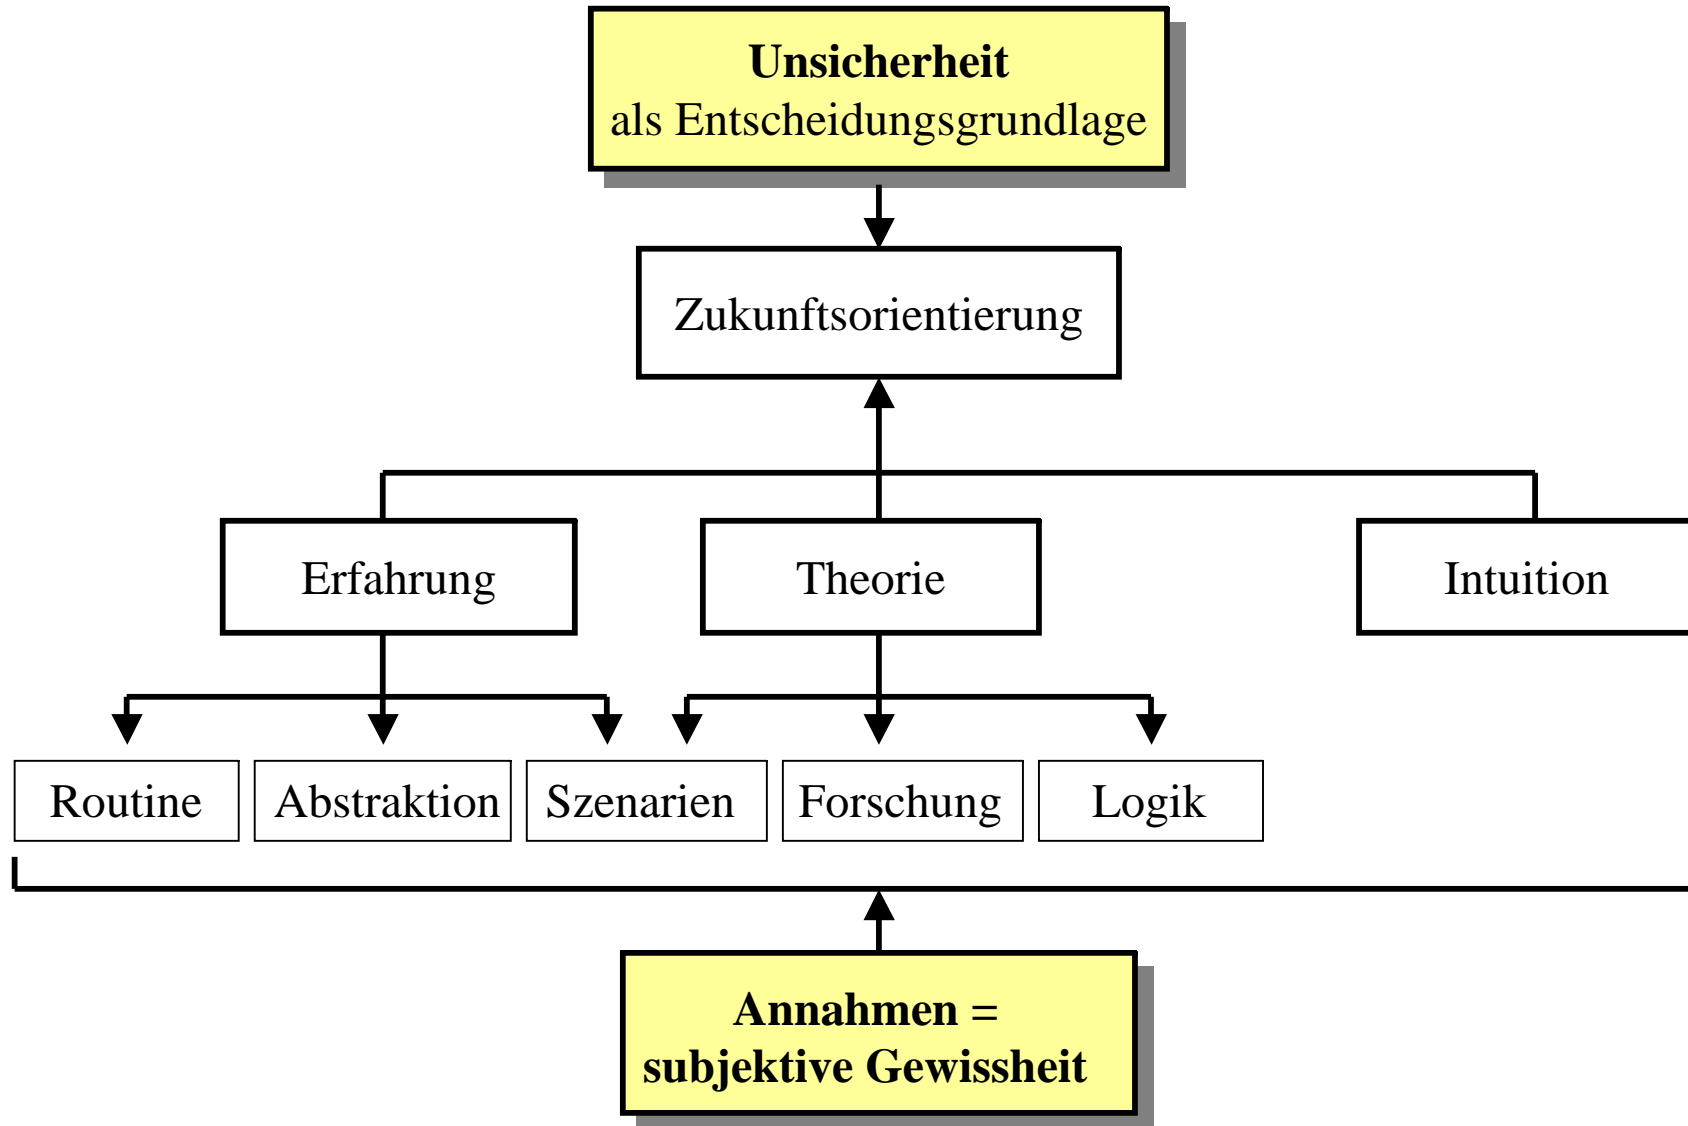 Unsicherheit
als Entscheidungsgrundlage
Zukunftsorientierung
Erfahrung
Theorie
Intuition
Routine
Abstraktion
Szenarien
Forschung
Logik
Annahmen =
subjektive Gewissheit